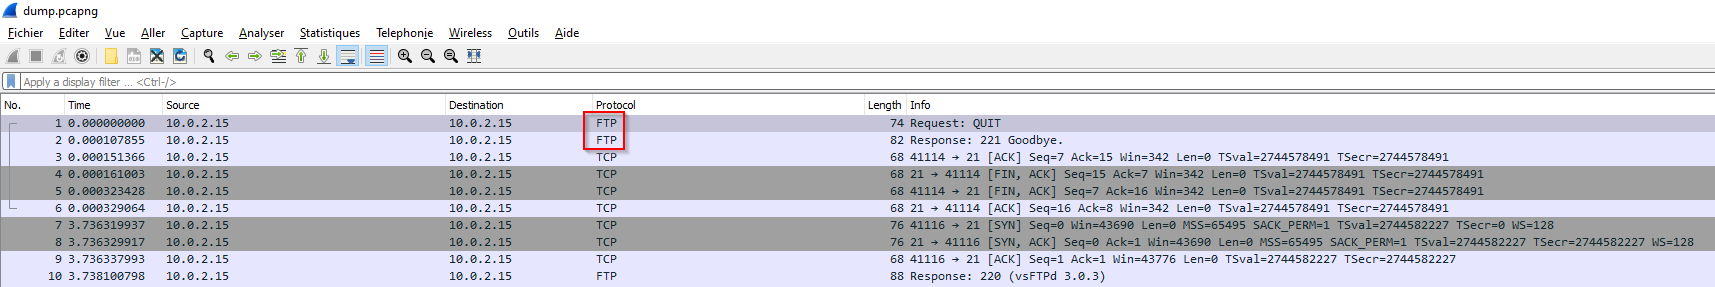 dump.pcapng
Fichier Editer Vue Aller Capture Analyser Statistiques Telephonie Wireless Outils Aide
Apply a display filter ... <Ctrl-/>
No. Time Source Destination Protocol Length Info
1 0.000000000 10.0.2.15 10.0.2.15 FTP 74 Request: QUIT
2 0.000107855 10.0.2.15 10.0.2.15 FTP 82 Response: 221 Goodbye.
3 0.000151366 10.0.2.15 10.0.2.15 TCP 68 41114 → 21 [ACK] Seq=7 Ack=15 Win=342 Len=0 TSval=2744578491 TSecr=2744578491
4 0.000161003 10.0.2.15 10.0.2.15 TCP 68 21 → 41114 [FIN, ACK] Seq=15 Ack=7 Win=342 Len=0 TSval=2744578491 TSecr=2744578491
5 0.000323428 10.0.2.15 10.0.2.15 TCP 68 41114 → 21 [FIN, ACK] Seq=7 Ack=16 Win=342 Len=0 TSval=2744578491 TSecr=2744578491
6 0.000329064 10.0.2.15 10.0.2.15 TCP 68 21 → 41114 [ACK] Seq=16 Ack=8 Win=342 Len=0 TSval=2744578491 TSecr=2744578491
7 3.736319937 10.0.2.15 10.0.2.15 TCP 76 41116 → 21 [SYN] Seq=0 Win=43690 Len=0 MSS=65495 SACK_PERM=1 TSval=2744582227 TSecr=0 WS=128
8 3.736329917 10.0.2.15 10.0.2.15 TCP 76 21 → 41116 [SYN, ACK] Seq=0 Ack=1 Win=43690 Len=0 MSS=65495 SACK_PERM=1 TSval=2744582227 TSecr=2744582227 WS=128
9 3.736337993 10.0.2.15 10.0.2.15 TCP 68 41116 → 21 [ACK] Seq=1 Ack=1 Win=43776 Len=0 TSval=2744582227 TSecr=2744582227
10 3.738100798 10.0.2.15 10.0.2.15 FTP 88 Response: 220 (vsFTPd 3.0.3)